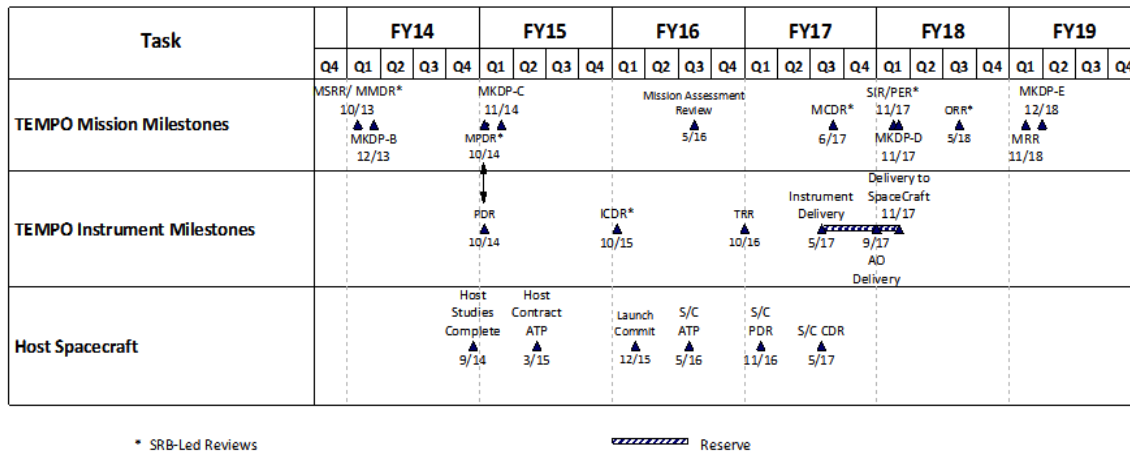 Task
FY14 FY15 FY16 FY17 FY18 FY19
Q4 Q1 Q2 Q3 Q4 Q1 Q2 Q3 Q4 Q1 Q2 Q3 Q4 Q1 Q2 Q3 Q4 Q1 Q2 Q3 Q4 Q1 Q2 Q3 Q4
TEMPO Mission Milestones
MSRR/ MMDR*
10/13
MKDP-B
12/13
MKDP-C
11/14
MPDR*
10/14
Mission Assessment
Review
5/16
MCDR*
6/17
SIR/PER*
11/17
MKDP-D
11/17
ORR*
5/18
MKDP-E
12/18
MRR
11/18
TEMPO Instrument Milestones
PDR
10/14
ICDR*
10/15
TRR
10/16
Instrument
Delivery
5/17
Delivery to
SpaceCraft
11/17
9/17
AO
Delivery
Host Spacecraft
Host
Studies
Complete
9/14
Host
Contract
ATP
3/15
Launch
Commit
12/15
S/C
ATP
5/16
S/C
PDR
11/16
S/C CDR
5/17
* SRB-Led Reviews
Reserve